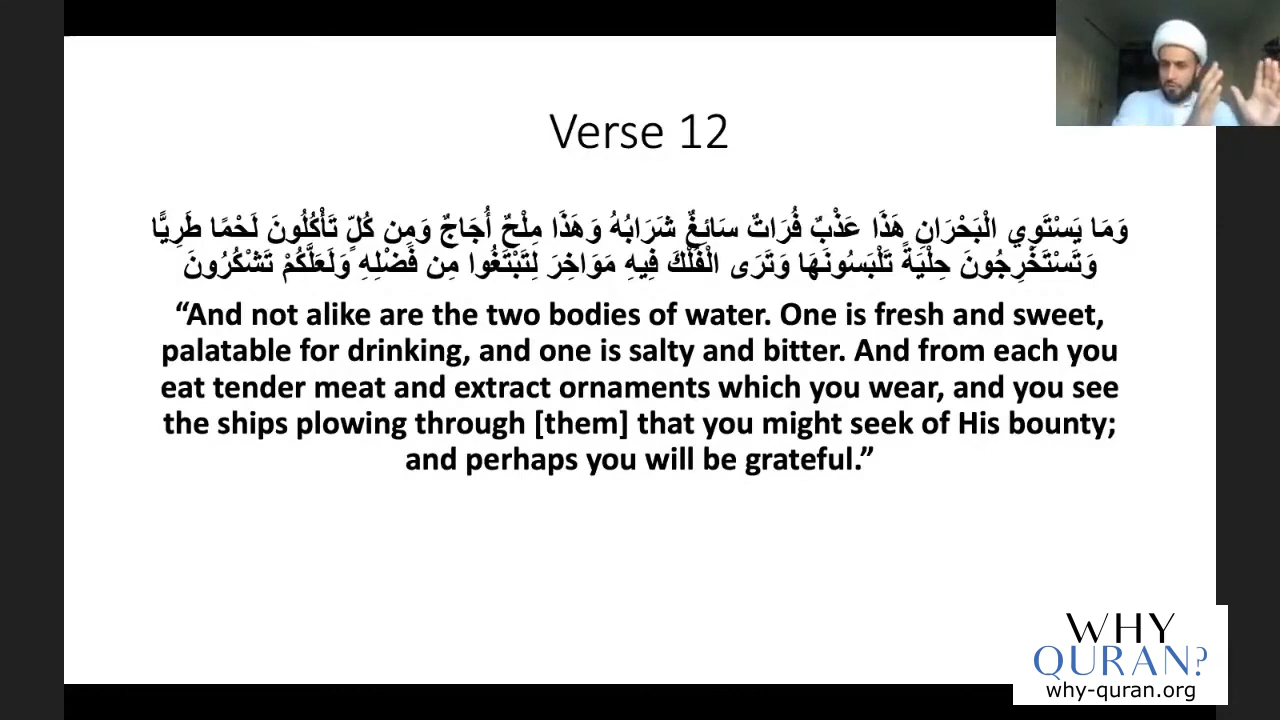 Verse 12
وَمَا يَسْتَوِي الْبَحْرَانِ هَذَا عَذْبٌ فُرَاتٌ سَائِغٌ شَرَابُهُ وَهَذَا مِلْحٌ أُجَاجٌ وَمِن كُلٍّ تَأْكُلُونَ لَحْمًا طَرِيًّا
وَتَسْتَخْرِجُونَ حِلْيَةً تَلْبَسُونَهَا وَتَرَى الْفُلْكَ فِيهِ مَوَاخِرَ لِتَبْتَغُوا مِن فَضْلِهِ وَلَعَلَّكُمْ تَشْكُرُونَ
“And not alike are the two bodies of water. One is fresh and sweet,
palatable for drinking, and one is salty and bitter. And from each you
eat tender meat and extract ornaments which you wear, and you see
the ships plowing through [them] that you might seek of His bounty;
and perhaps you will be grateful.”
WHY
QURAN?
why-quran.org